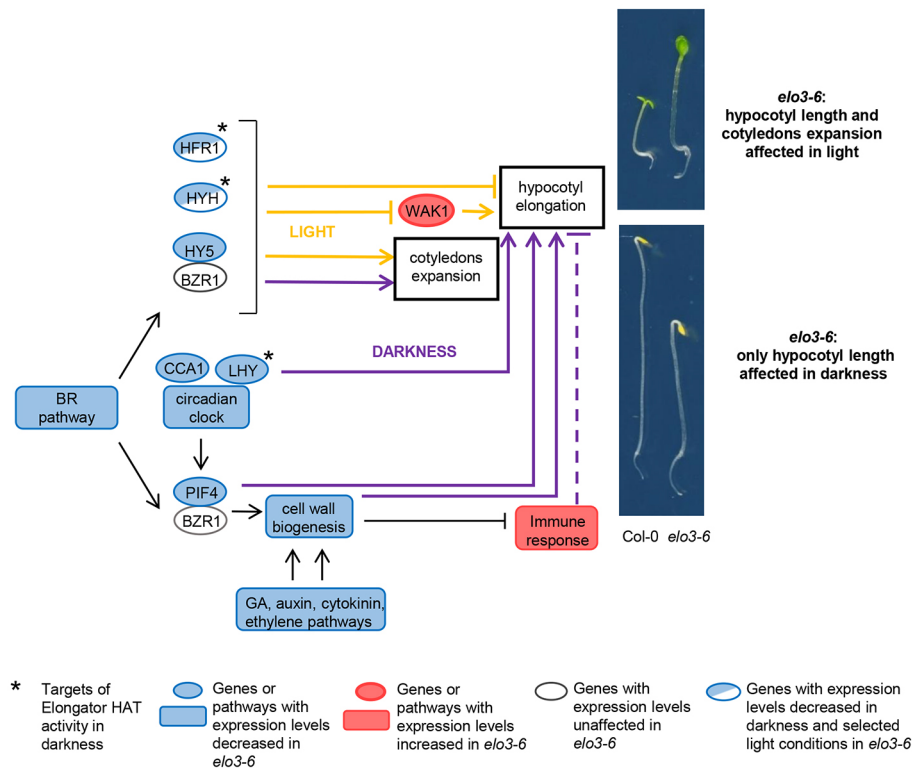 elo3-6:
hypocotyl length and
cotyledons expansion
affected in light
*
HFR1
*
HYH
HY5
BZR1
LIGHT
WAK1
hypocotyl
elongation
cotyledons
expansion
DARKNESS
elo3-6:
only hypocotyl length
affected in darkness
BR
pathway
CCA1
LHY
*
circadian
clock
PIF4
BZR1
cell wall
biogenesis
Immune
response
Col-0 elo3-6
GA, auxin, cytokinin,
ethylene pathways
*
Targets of
Elongator HAT
activity in
darkness
Genes or
pathways with
expression levels
decreased in
elo3-6
Genes or
pathways with
expression levels
increased in elo3-6
Genes with
expression levels
unaffected in
elo3-6
Genes with expression
levels decreased in
darkness and selected
light conditions in elo3-6